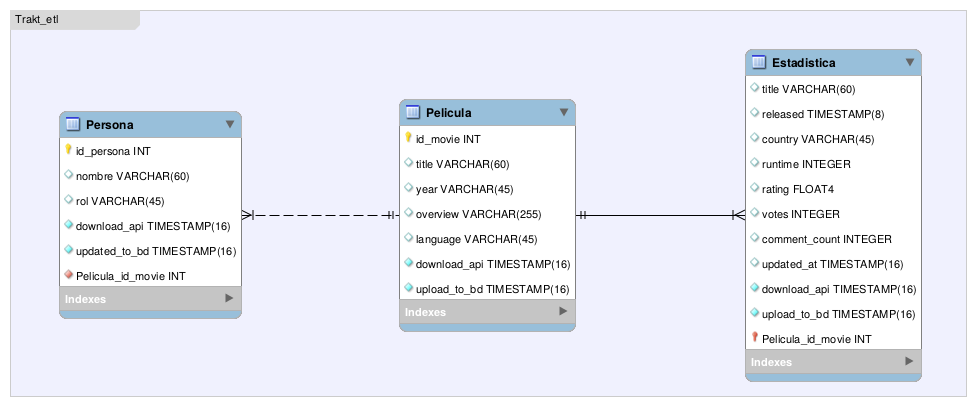 Trakt_etl
Persona
id_persona INT
nombre VARCHAR(60)
rol VARCHAR(45)
download_api TIMESTAMP(16)
updated_to_bd TIMESTAMP(16)
Pelicula_id_movie INT
Indexes
Pelicula
id_movie INT
title VARCHAR(60)
year VARCHAR(45)
overview VARCHAR(255)
language VARCHAR(45)
download_api TIMESTAMP(16)
upload_to_bd TIMESTAMP(16)
Indexes
Estadistica
title VARCHAR(60)
released TIMESTAMP(8)
country VARCHAR(45)
runtime INTEGER
rating FLOAT4
votes INTEGER
comment_count INTEGER
updated_at TIMESTAMP(16)
download_api TIMESTAMP(16)
upload_to_bd TIMESTAMP(16)
Pelicula_id_movie INT
Indexes